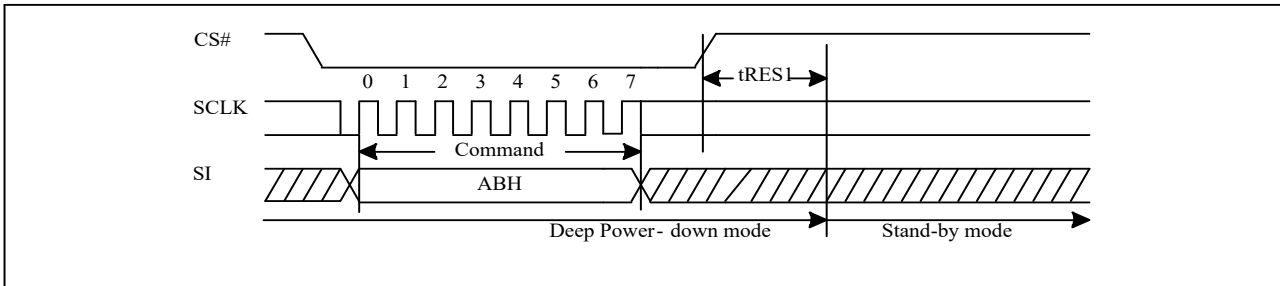 CS#
tRES1
0 1 2 3 4 5 6 7
SCLK
Command
SI
ABH
Deep Power- down mode
Stand-by mode